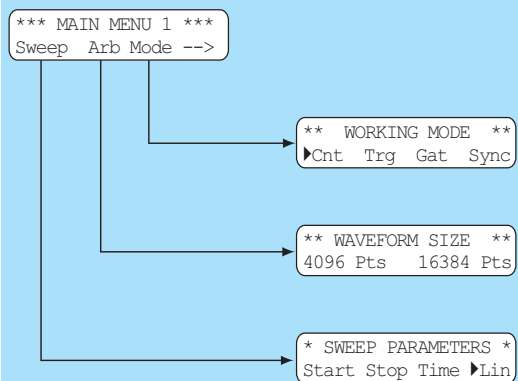 *** MAIN MENU 1 ***
Sweep Arb Mode -->
** WORKING MODE **
▶Cnt Trg Gat Sync
** WAVEFORM SIZE **
4096 Pts 16384 Pts
* SWEEP PARAMETERS *
Start Stop Time ▶Lin